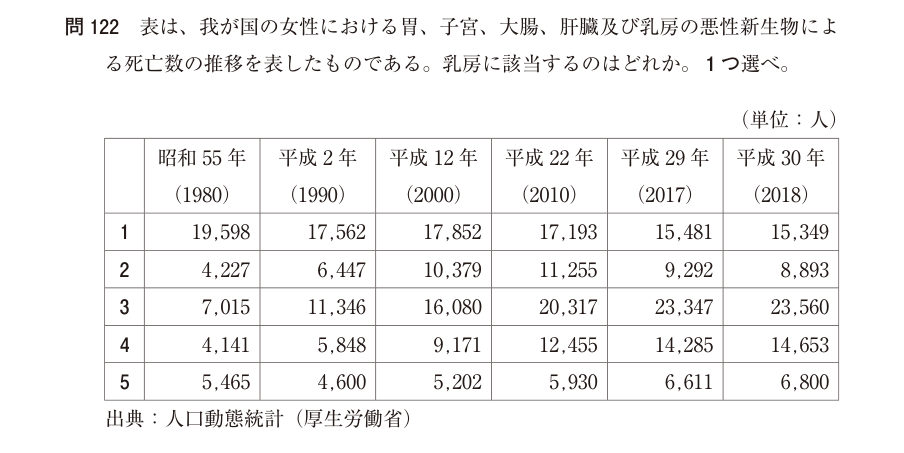 問 122 表は、我が国の女性における胃、子宮、大腸、肝臓及び乳房の悪性新生物によ
る死亡数の推移を表したものである。乳房に該当するのはどれか。1つ選べ。
（単位：人）
昭和 55 年 平成 2 年 平成 12 年 平成 22 年 平成 29 年 平成 30 年
（1980） （1990） （2000） （2010） （2017） （2018）
1 19,598 17,562 17,852 17,193 15,481 15,349
2 4,227 6,447 10,379 11,255 9,292 8,893
3 7,015 11,346 16,080 20,317 23,347 23,560
4 4,141 5,848 9,171 12,455 14,285 14,653
5 5,465 4,600 5,202 5,930 6,611 6,800
出典：人口動態統計（厚生労働省）